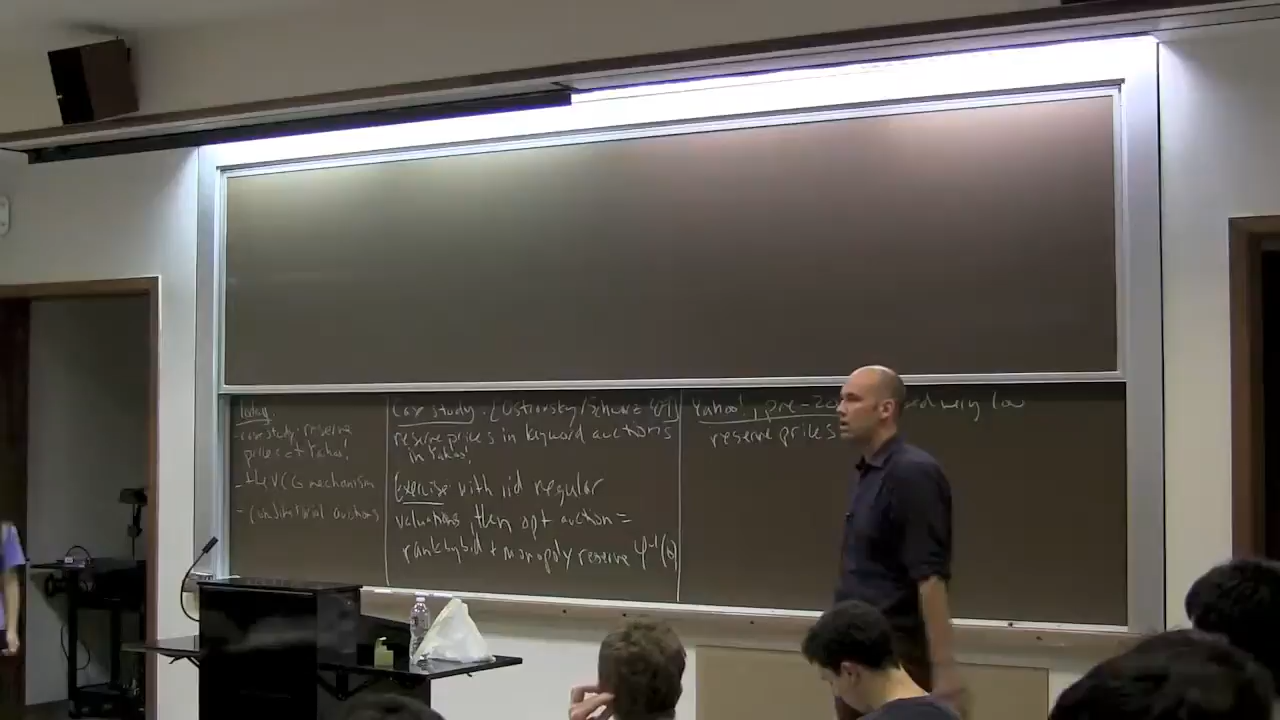 Today:
- case study: reserve
prices at Yahoo!
- the VCG mechanism
- combinatorial auctions
Case study: [Ostrovsky/Schwarz 09]
reserve prices in keyword auctions
in Yahoo!
Exercise: with iid regular
valuations, then opt auction =
rank by bid + monopoly reserve φ⁻¹(0)
Yahoo!, pre-20 very low
reserve prices